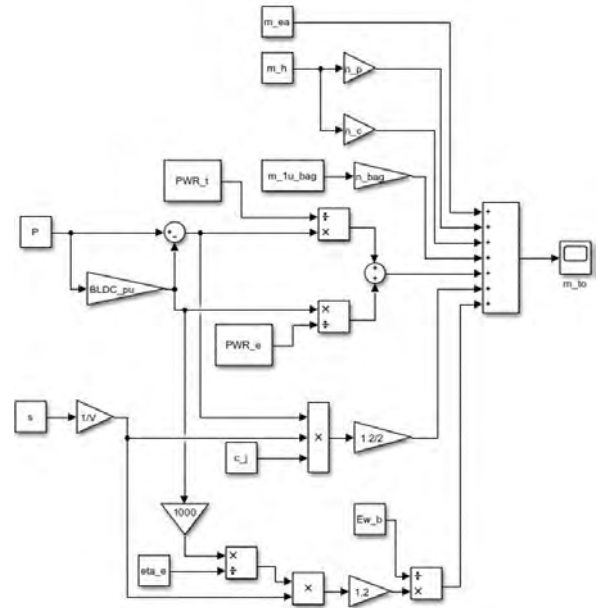 m_ea
m_h
n_p
n_c
PWR_t
m_1u_bag
n_bag
P
BLDC_pu
PWR_e
m_to
s
1/V
c_j
1.2/2
1000
Ew_b
eta_e
1.2